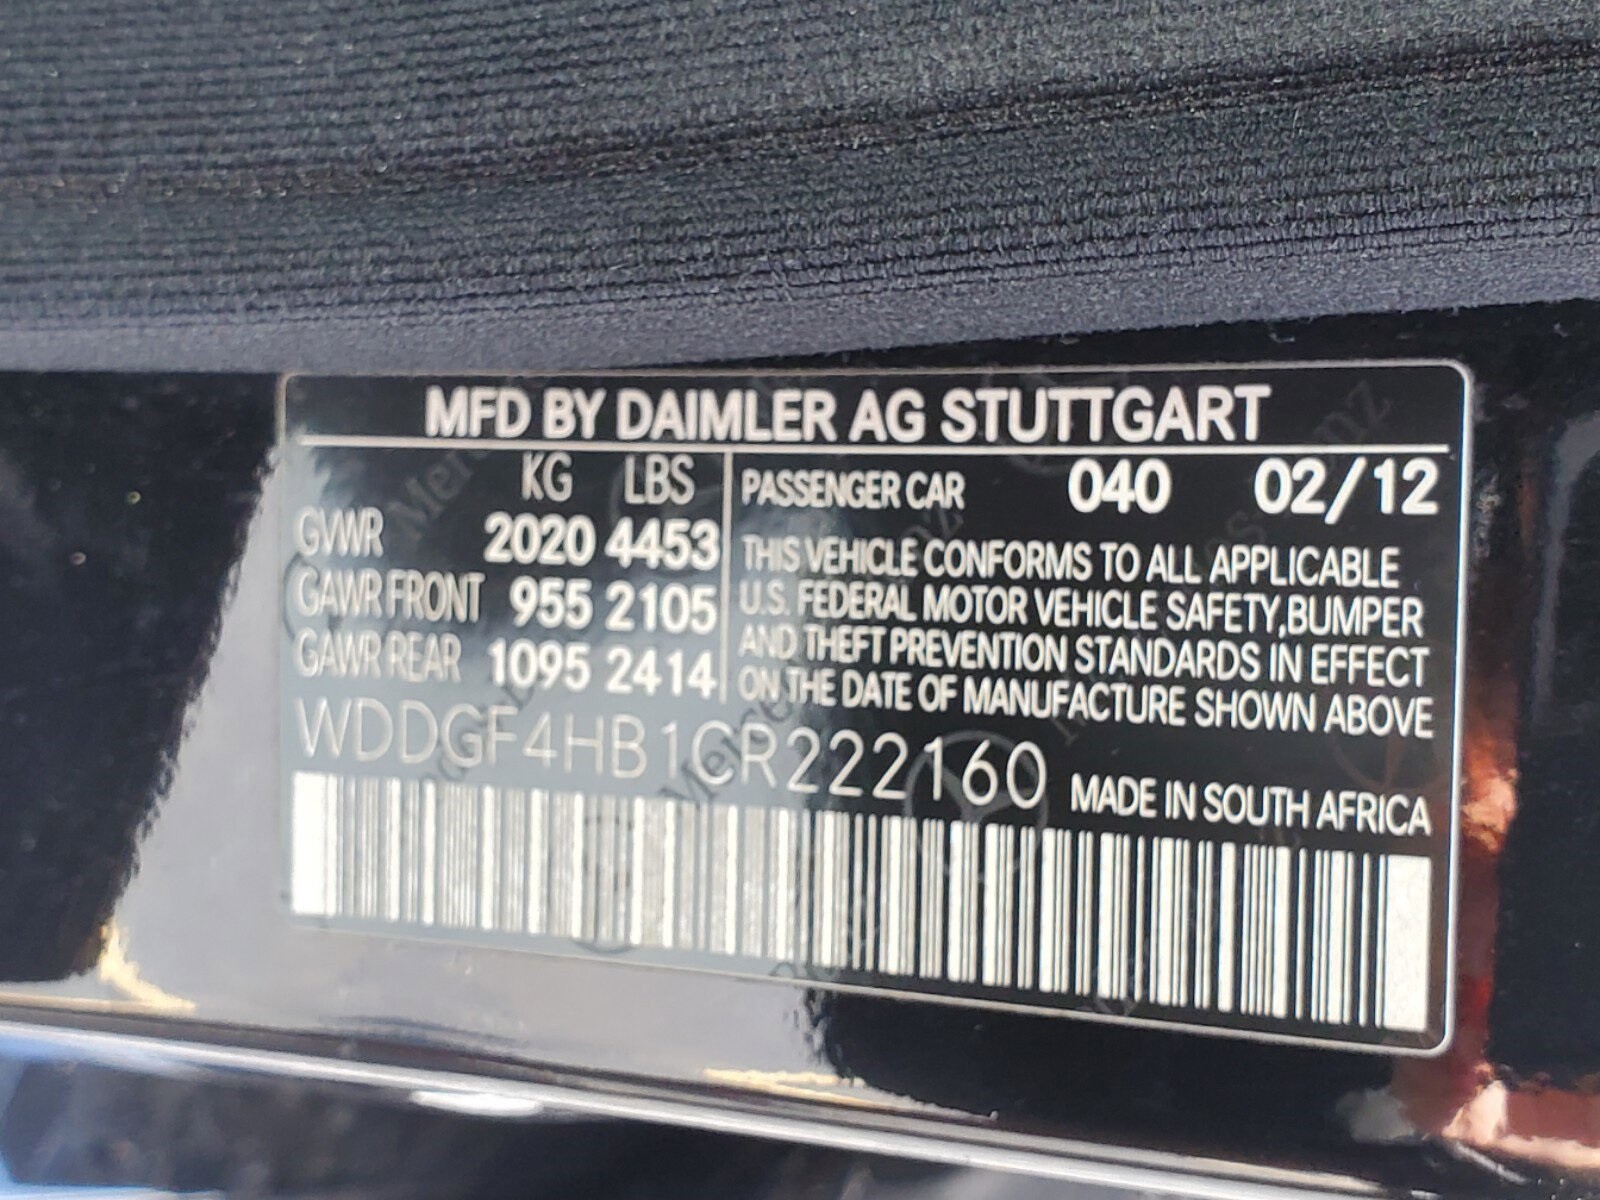 MFD BY DAIMLER AG STUTTGART
KG LBS
GVWR 2020 4453
GAWR FRONT 955 2105
GAWR REAR 1095 2414
PASSENGER CAR 040 02/12
THIS VEHICLE CONFORMS TO ALL APPLICABLE
U.S. FEDERAL MOTOR VEHICLE SAFETY,BUMPER
AND THEFT PREVENTION STANDARDS IN EFFECT
ON THE DATE OF MANUFACTURE SHOWN ABOVE
WDDGF4HB1CR222160
MADE IN SOUTH AFRICA